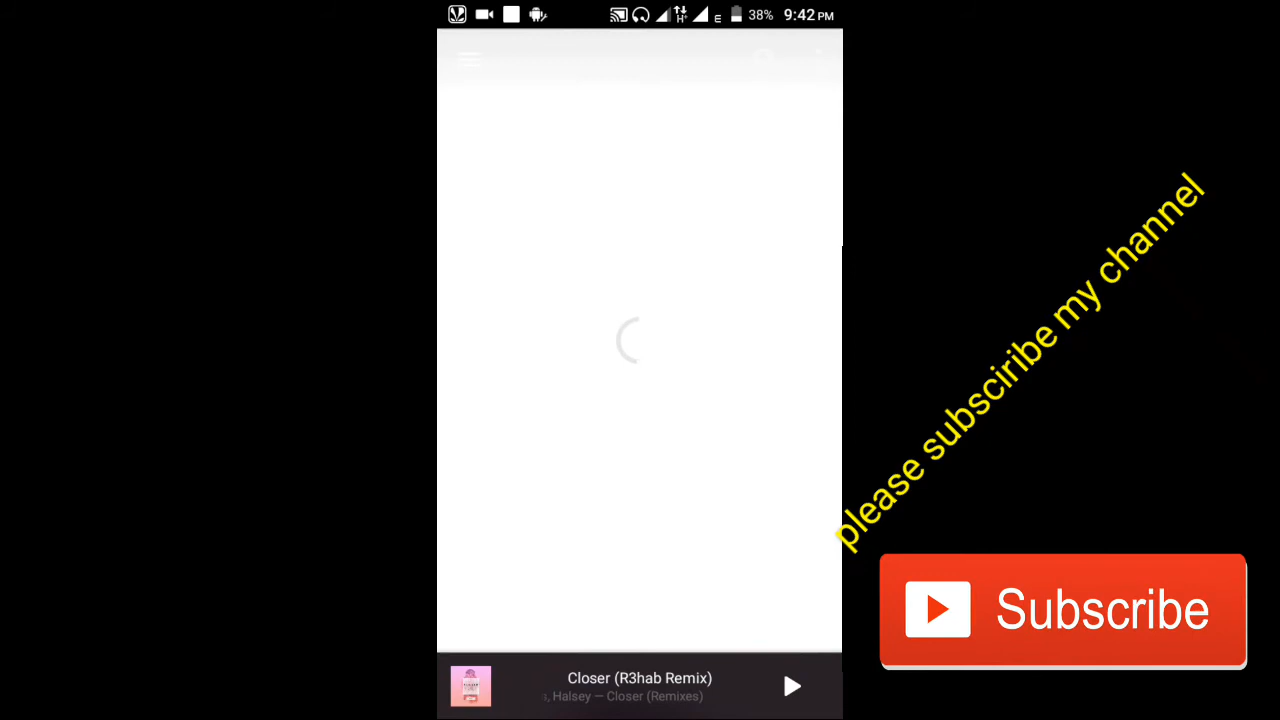 H+ E 38% 9:42 PM
please subsciribe my channel
Subscribe
Closer (R3hab Remix)
, Halsey — Closer (Remixes)